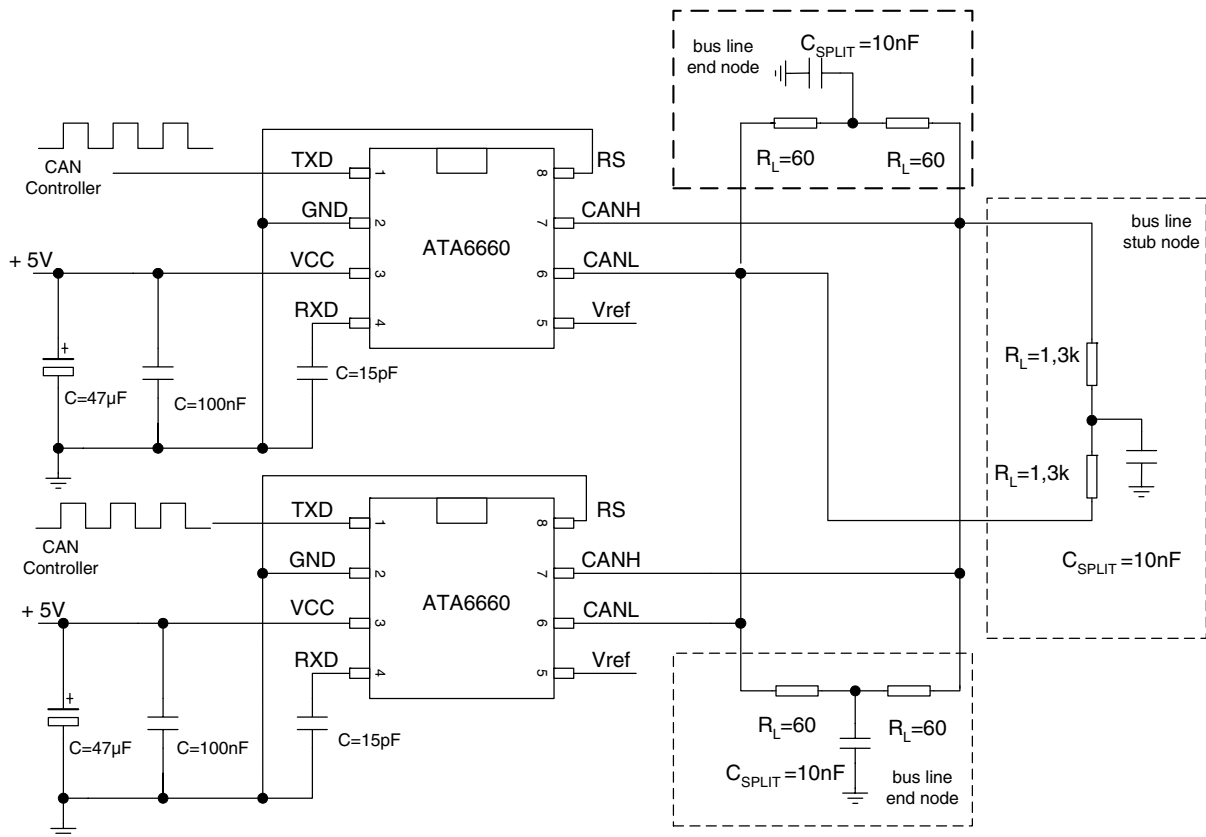 bus line
end node
C_SPLIT =10nF
R_L=60
R_L=60
CAN
Controller
TXD
1
8
RS
GND
2
7
CANH
ATA6660
+ 5V
VCC
3
6
CANL
RXD
4
5
Vref
+
C=47µF
C=100nF
C=15pF
bus line
stub node
R_L=1,3k
R_L=1,3k
C_SPLIT =10nF
CAN
Controller
TXD
1
8
RS
GND
2
7
CANH
ATA6660
+ 5V
VCC
3
6
CANL
RXD
4
5
Vref
+
C=47µF
C=100nF
C=15pF
R_L=60
R_L=60
C_SPLIT =10nF
bus line
end node